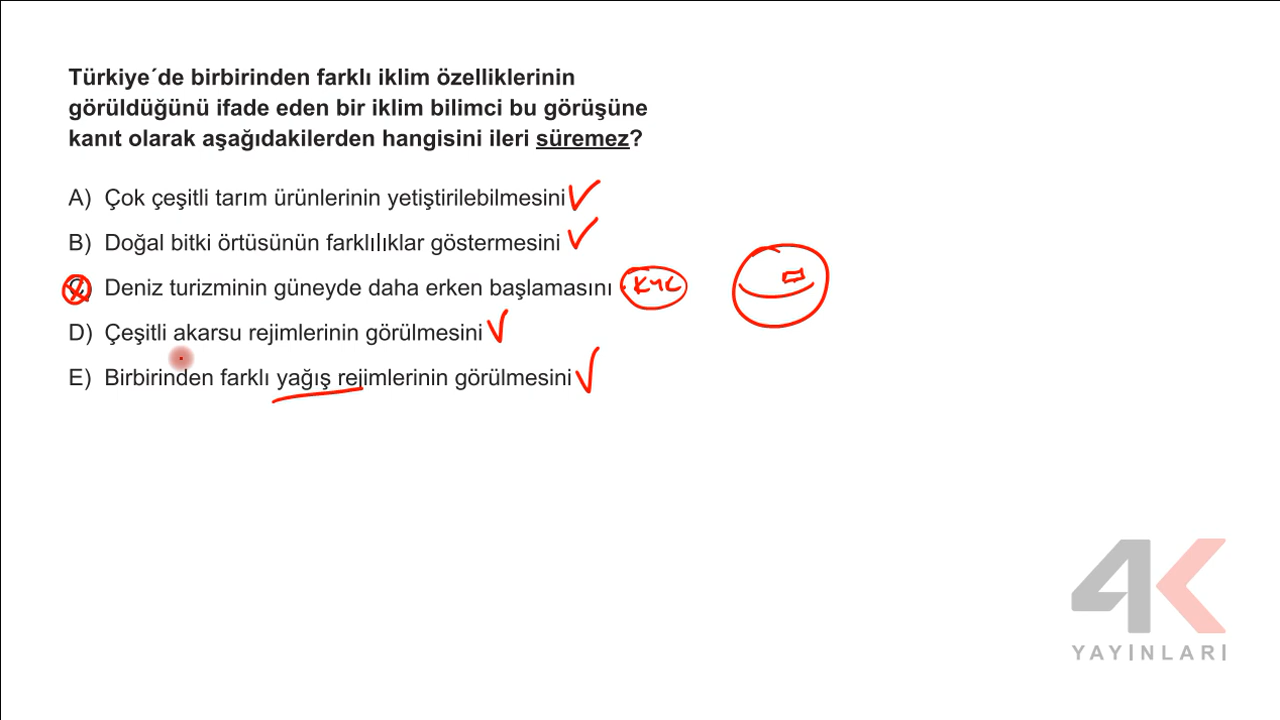 Türkiye´de birbirinden farklı iklim özelliklerinin
görüldüğünü ifade eden bir iklim bilimci bu görüşüne
kanıt olarak aşağıdakilerden hangisini ileri süremez?
A) Çok çeşitli tarım ürünlerinin yetiştirilebilmesini
B) Doğal bitki örtüsünün farklılıklar göstermesini
C) Deniz turizminin güneyde daha erken başlamasını KYK
D) Çeşitli akarsu rejimlerinin görülmesini
E) Birbirinden farklı yağış rejimlerinin görülmesini
4K
YAYINLARI